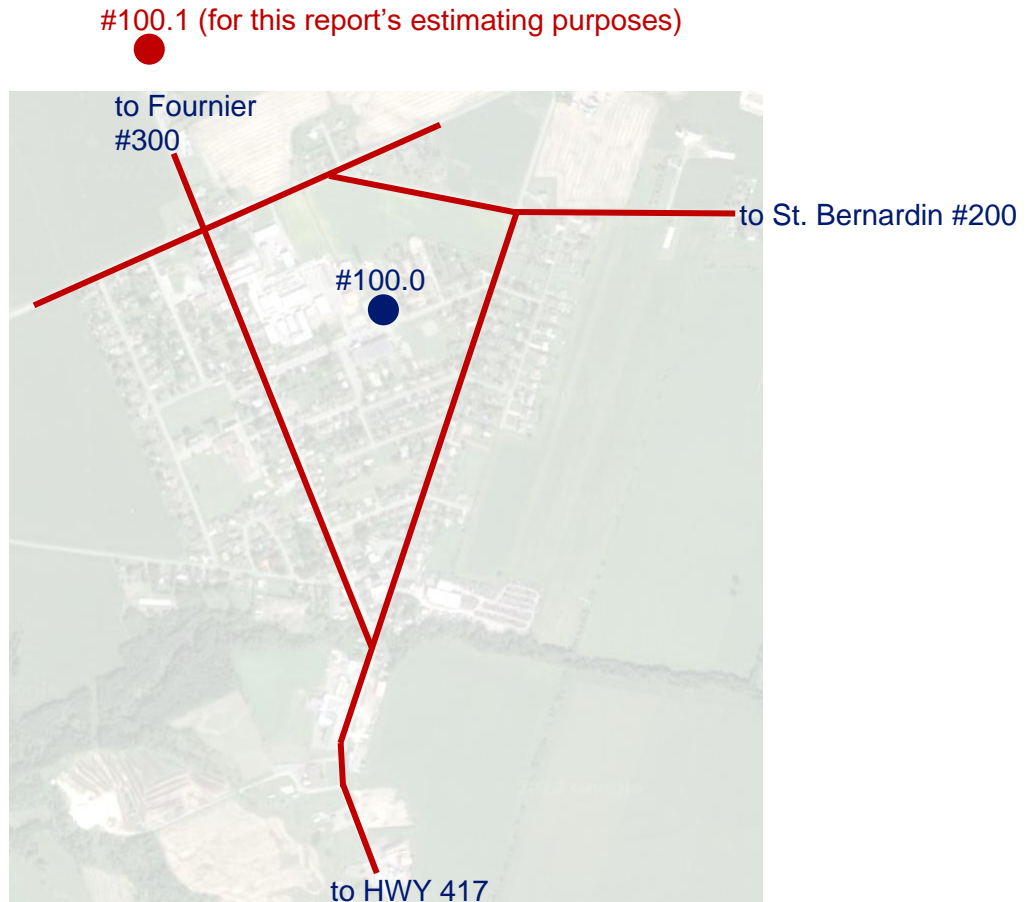 #100.1 (for this report's estimating purposes)
to Fournier
#300
to St. Bernardin #200
#100.0
to HWY 417